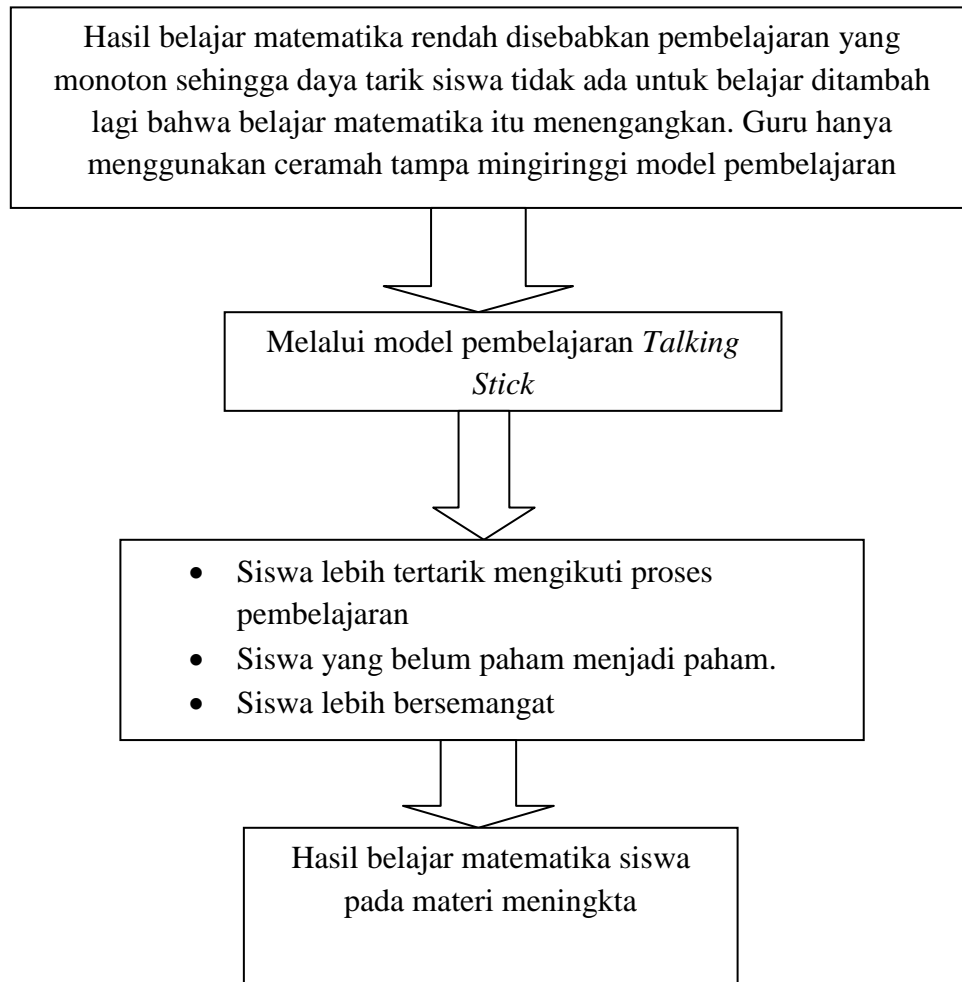 Hasil belajar matematika rendah disebabkan pembelajaran yang
monoton sehingga daya tarik siswa tidak ada untuk belajar ditambah
lagi bahwa belajar matematika itu menengangkan. Guru hanya
menggunakan ceramah tampa mingiringgi model pembelajaran
Melalui model pembelajaran Talking
Stick
• Siswa lebih tertarik mengikuti proses
pembelajaran
• Siswa yang belum paham menjadi paham.
• Siswa lebih bersemangat
Hasil belajar matematika siswa
pada materi meningkta